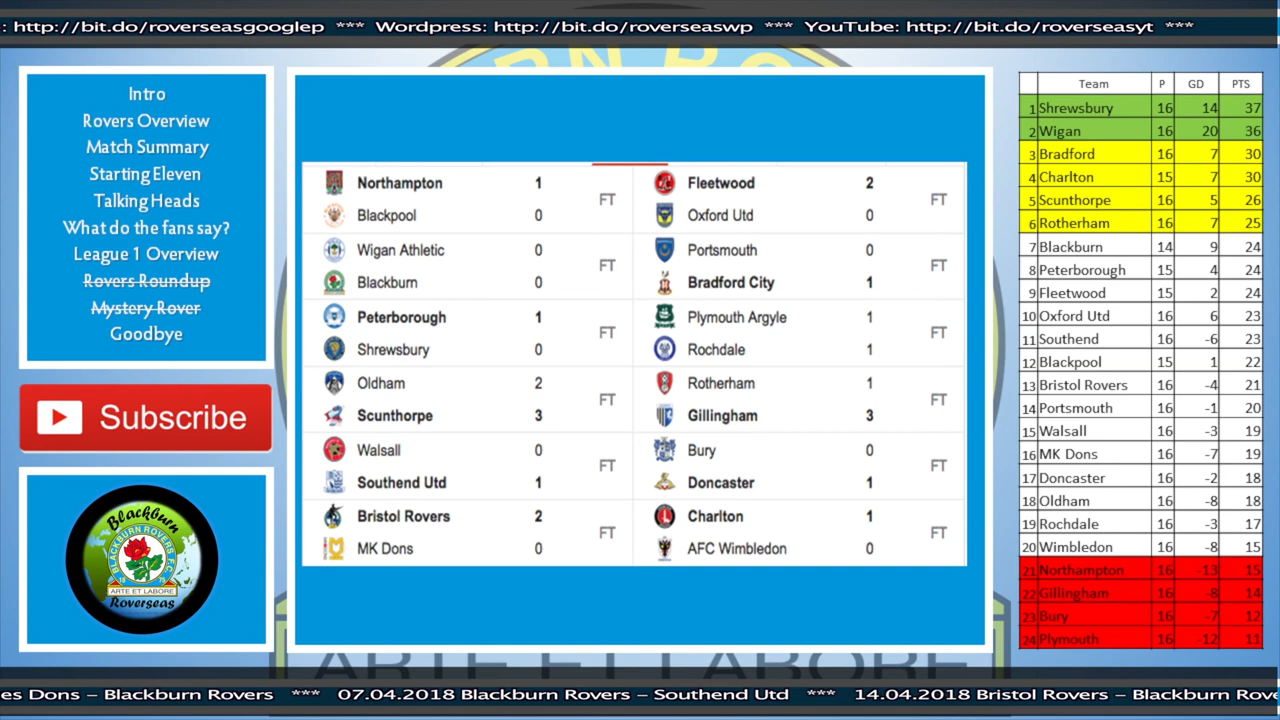 : http://bit.do/roverseasgooglep *** Wordpress: http://bit.do/roverseaswp *** YouTube: http://bit.do/roverseasyt ***
Intro
Rovers Overview
Match Summary
Starting Eleven
Talking Heads
What do the fans say?
League 1 Overview
Rovers Roundup
Mystery Rover
Goodbye
Subscribe
Blackburn
BLACKBURN ROVERS F.C.
18 75
ARTE ET LABORE
Roverseas
Northampton 1
Blackpool 0
FT
Wigan Athletic 0
Blackburn 0
FT
Peterborough 1
Shrewsbury 0
FT
Oldham 2
Scunthorpe 3
FT
Walsall 0
Southend Utd 1
FT
Bristol Rovers 2
MK Dons 0
FT
Fleetwood 2
Oxford Utd 0
FT
Portsmouth 0
Bradford City 1
FT
Plymouth Argyle 1
Rochdale 1
FT
Rotherham 1
Gillingham 3
FT
Bury 0
Doncaster 1
FT
Charlton 1
AFC Wimbledon 0
FT
Team P GD PTS
1 Shrewsbury 16 14 37
2 Wigan 16 20 36
3 Bradford 16 7 30
4 Charlton 15 7 30
5 Scunthorpe 16 5 26
6 Rotherham 16 7 25
7 Blackburn 14 9 24
8 Peterborough 15 4 24
9 Fleetwood 15 2 24
10 Oxford Utd 16 6 23
11 Southend 16 -6 23
12 Blackpool 15 1 22
13 Bristol Rovers 16 -4 21
14 Portsmouth 16 -1 20
15 Walsall 16 -3 19
16 MK Dons 16 -7 19
17 Doncaster 16 -2 18
18 Oldham 16 -8 18
19 Rochdale 16 -3 17
20 Wimbledon 16 -8 15
21 Northampton 16 -13 15
22 Gillingham 16 -8 14
23 Bury 16 -7 12
24 Plymouth 16 -12 11
ARTE ET LABORE
es Dons – Blackburn Rovers *** 07.04.2018 Blackburn Rovers – Southend Utd *** 14.04.2018 Bristol Rovers – Blackburn Rove